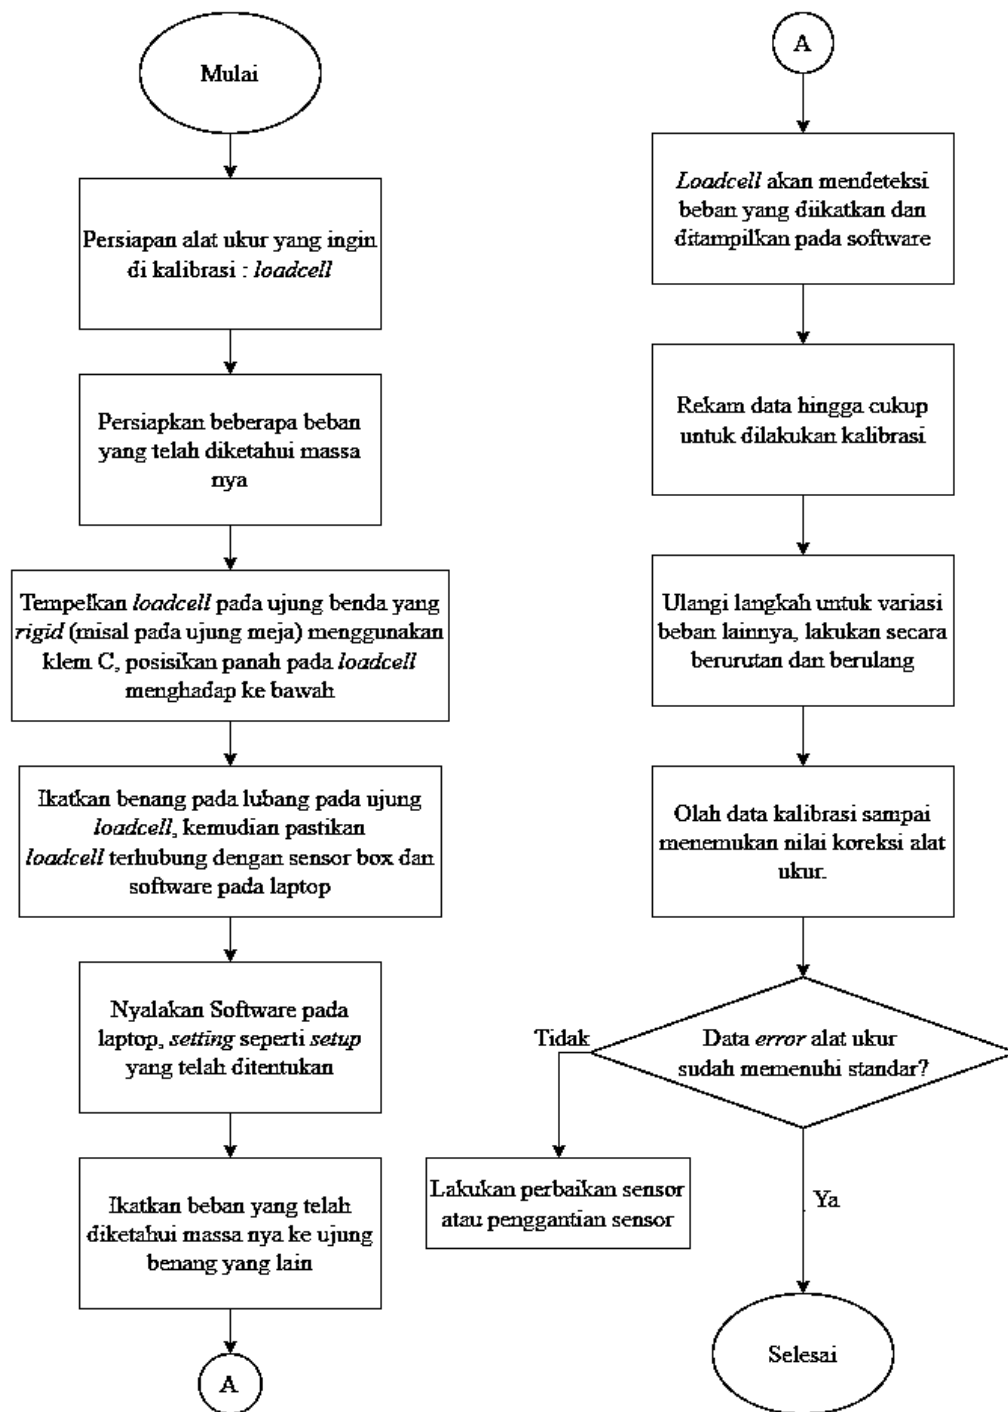 Mulai
Persiapan alat ukur yang ingin
di kalibrasi : loadcell
Persiapkan beberapa beban
yang telah diketahui massa
nya
Tempelkan loadcell pada ujung benda yang
rigid (misal pada ujung meja) menggunakan
klem C, posisikan panah pada loadcell
menghadap ke bawah
Ikatkan benang pada lubang pada ujung
loadcell, kemudian pastikan
loadcell terhubung dengan sensor box dan
software pada laptop
Nyalakan Software pada
laptop, setting seperti setup
yang telah ditentukan
Ikatkan beban yang telah
diketahui massa nya ke ujung
benang yang lain
A
A
Loadcell akan mendeteksi
beban yang diikatkan dan
ditampilkan pada software
Rekam data hingga cukup
untuk dilakukan kalibrasi
Ulangi langkah untuk variasi
beban lainnya, lakukan secara
berurutan dan berulang
Olah data kalibrasi sampai
menemukan nilai koreksi alat
ukur.
Data error alat ukur
sudah memenuhi standar?
Tidak
Lakukan perbaikan sensor
atau penggantian sensor
Ya
Selesai